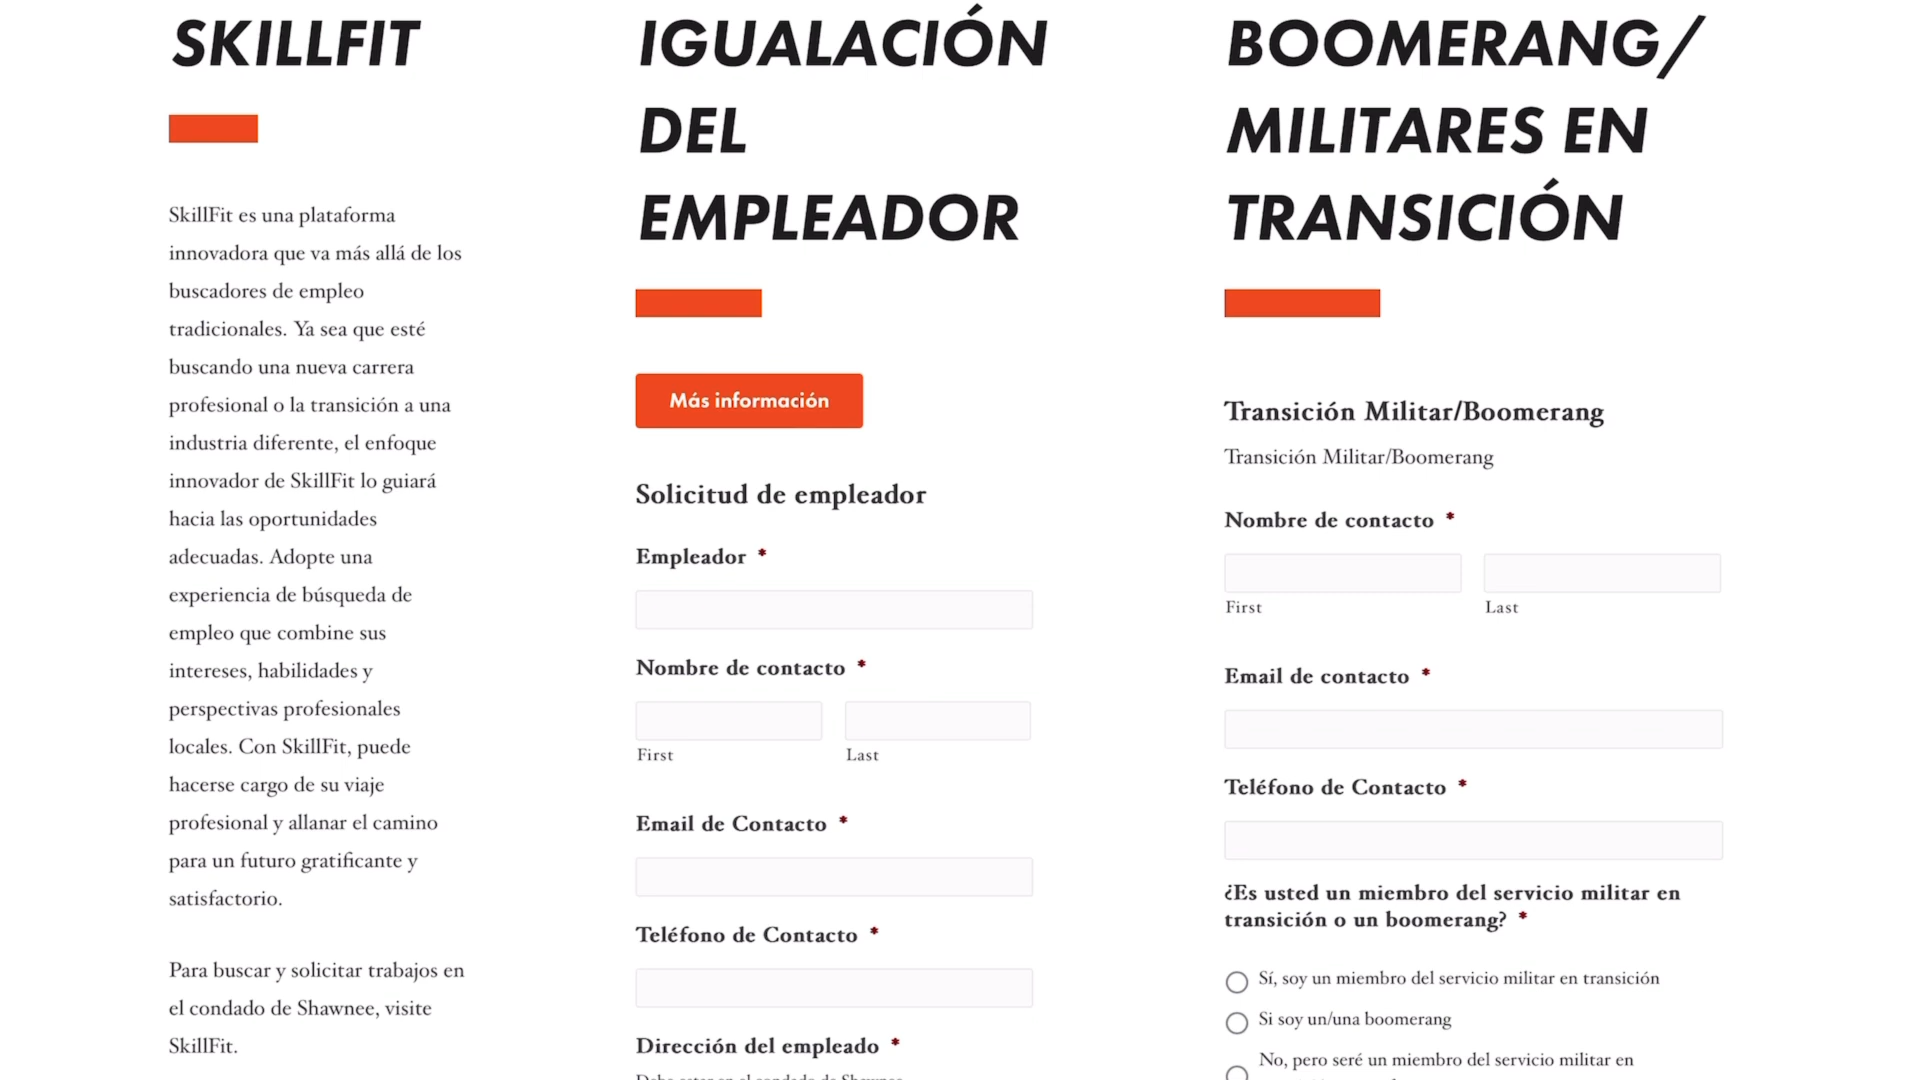 SKILLFIT
SkillFit es una plataforma
innovadora que va más allá de los
buscadores de empleo
tradicionales. Ya sea que esté
buscando una nueva carrera
profesional o la transición a una
industria diferente, el enfoque
innovador de SkillFit lo guiará
hacia las oportunidades
adecuadas. Adopte una
experiencia de búsqueda de
empleo que combine sus
intereses, habilidades y
perspectivas profesionales
locales. Con SkillFit, puede
hacerse cargo de su viaje
profesional y allanar el camino
para un futuro gratificante y
satisfactorio.
Para buscar y solicitar trabajos en
el condado de Shawnee, visite
SkillFit.
IGUALACIÓN
DEL
EMPLEADOR
Más información
Solicitud de empleador
Empleador *
Nombre de contacto *
First Last
Email de Contacto *
Teléfono de Contacto *
Dirección del empleado *
Debe estar en el condado de Shawnee
BOOMERANG/
MILITARES EN
TRANSICIÓN
Transición Militar/Boomerang
Transición Militar/Boomerang
Nombre de contacto *
First Last
Email de contacto *
Teléfono de Contacto *
¿Es usted un miembro del servicio militar en
transición o un boomerang? *
Sí, soy un miembro del servicio militar en transición
Si soy un/una boomerang
No, pero seré un miembro del servicio militar en